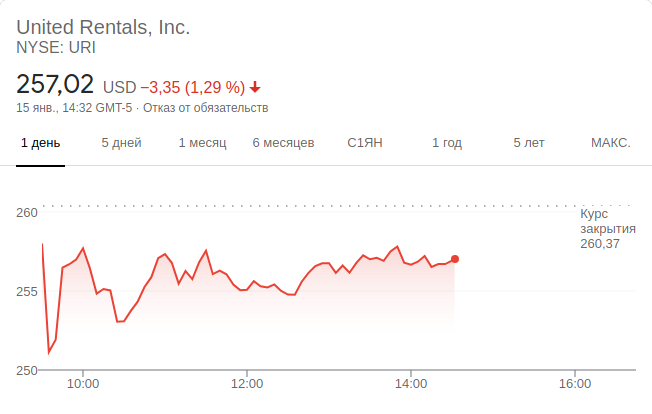 United Rentals, Inc.
NYSE: URI
257,02 USD −3,35 (1,29 %)
15 янв., 14:32 GMT-5 · Отказ от обязательств
1 день 5 дней 1 месяц 6 месяцев С1ЯН 1 год 5 лет МАКС.
260
Курс
закрытия
260,37
255
250
10:00 12:00 14:00 16:00